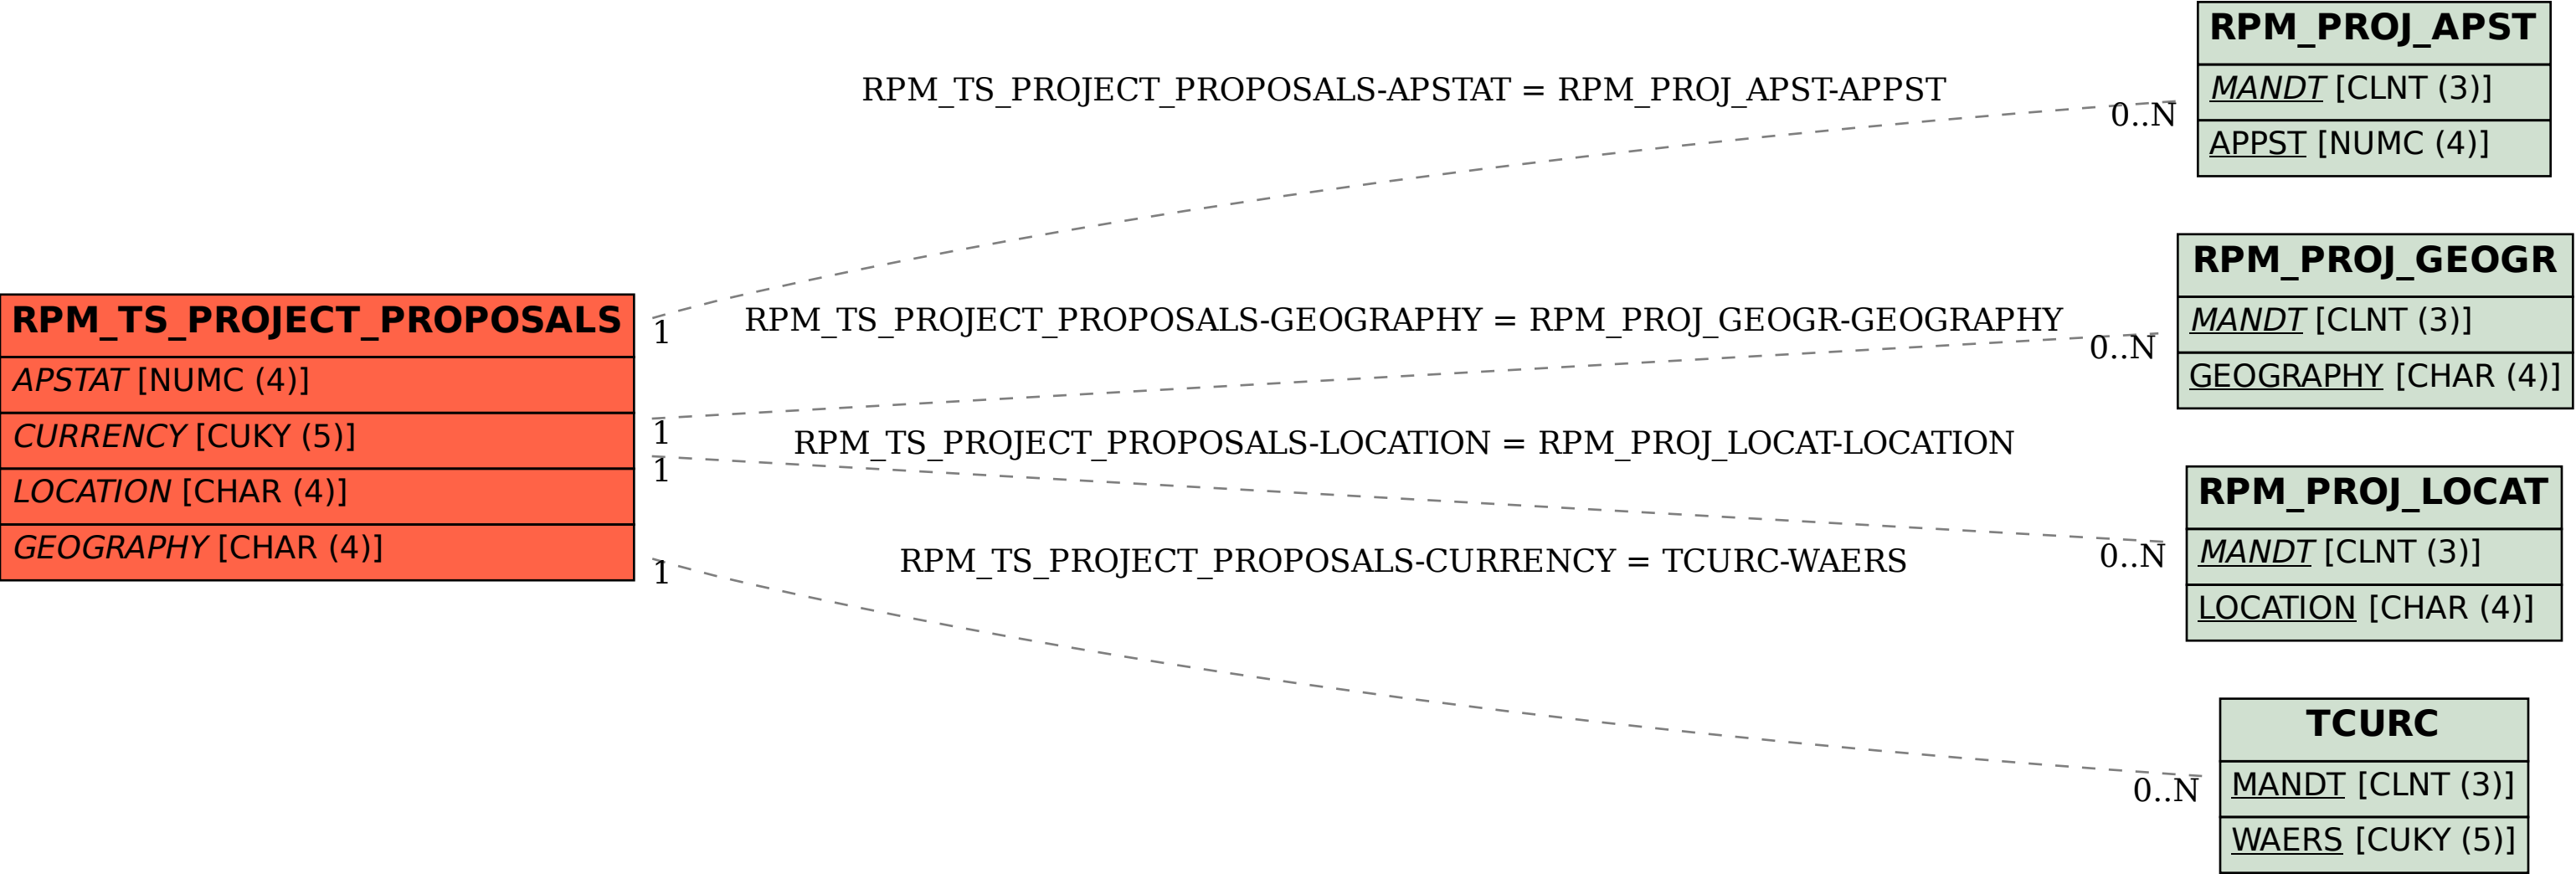 RPM_TS_PROJECT_PROPOSALS
APSTAT [NUMC (4)]
CURRENCY [CUKY (5)]
LOCATION [CHAR (4)]
GEOGRAPHY [CHAR (4)]
RPM_TS_PROJECT_PROPOSALS-APSTAT = RPM_PROJ_APST-APPST
1
0..N
RPM_TS_PROJECT_PROPOSALS-GEOGRAPHY = RPM_PROJ_GEOGR-GEOGRAPHY
1
0..N
RPM_TS_PROJECT_PROPOSALS-LOCATION = RPM_PROJ_LOCAT-LOCATION
1
0..N
RPM_TS_PROJECT_PROPOSALS-CURRENCY = TCURC-WAERS
1
0..N
RPM_PROJ_APST
MANDT [CLNT (3)]
APPST [NUMC (4)]
RPM_PROJ_GEOGR
MANDT [CLNT (3)]
GEOGRAPHY [CHAR (4)]
RPM_PROJ_LOCAT
MANDT [CLNT (3)]
LOCATION [CHAR (4)]
TCURC
MANDT [CLNT (3)]
WAERS [CUKY (5)]